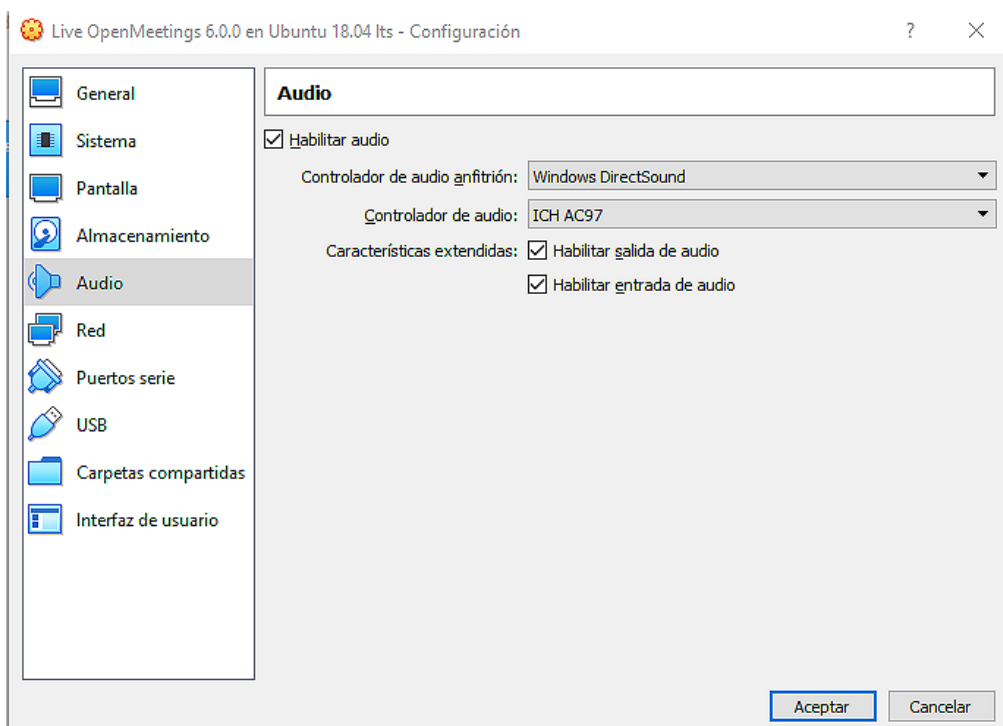 Live OpenMeetings 6.0.0 en Ubuntu 18.04 lts - Configuración
?
General
Sistema
Pantalla
Almacenamiento
Audio
Red
Puertos serie
USB
Carpetas compartidas
Interfaz de usuario
Audio
Habilitar audio
Controlador de audio anfitrión: Windows DirectSound
Controlador de audio: ICH AC97
Características extendidas: Habilitar salida de audio
Habilitar entrada de audio
Aceptar Cancelar